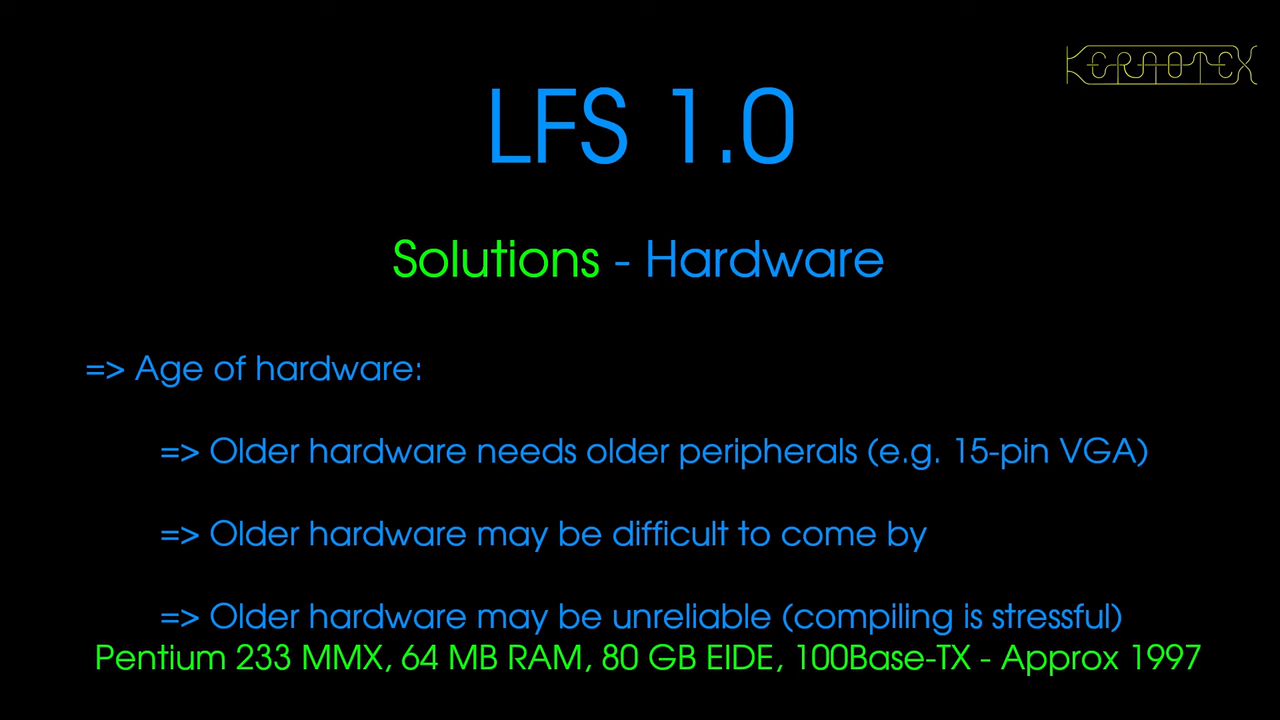 KERNOTEX
LFS 1.0
Solutions - Hardware
=> Age of hardware:
=> Older hardware needs older peripherals (e.g. 15-pin VGA)
=> Older hardware may be difficult to come by
=> Older hardware may be unreliable (compiling is stressful)
Pentium 233 MMX, 64 MB RAM, 80 GB EIDE, 100Base-TX - Approx 1997